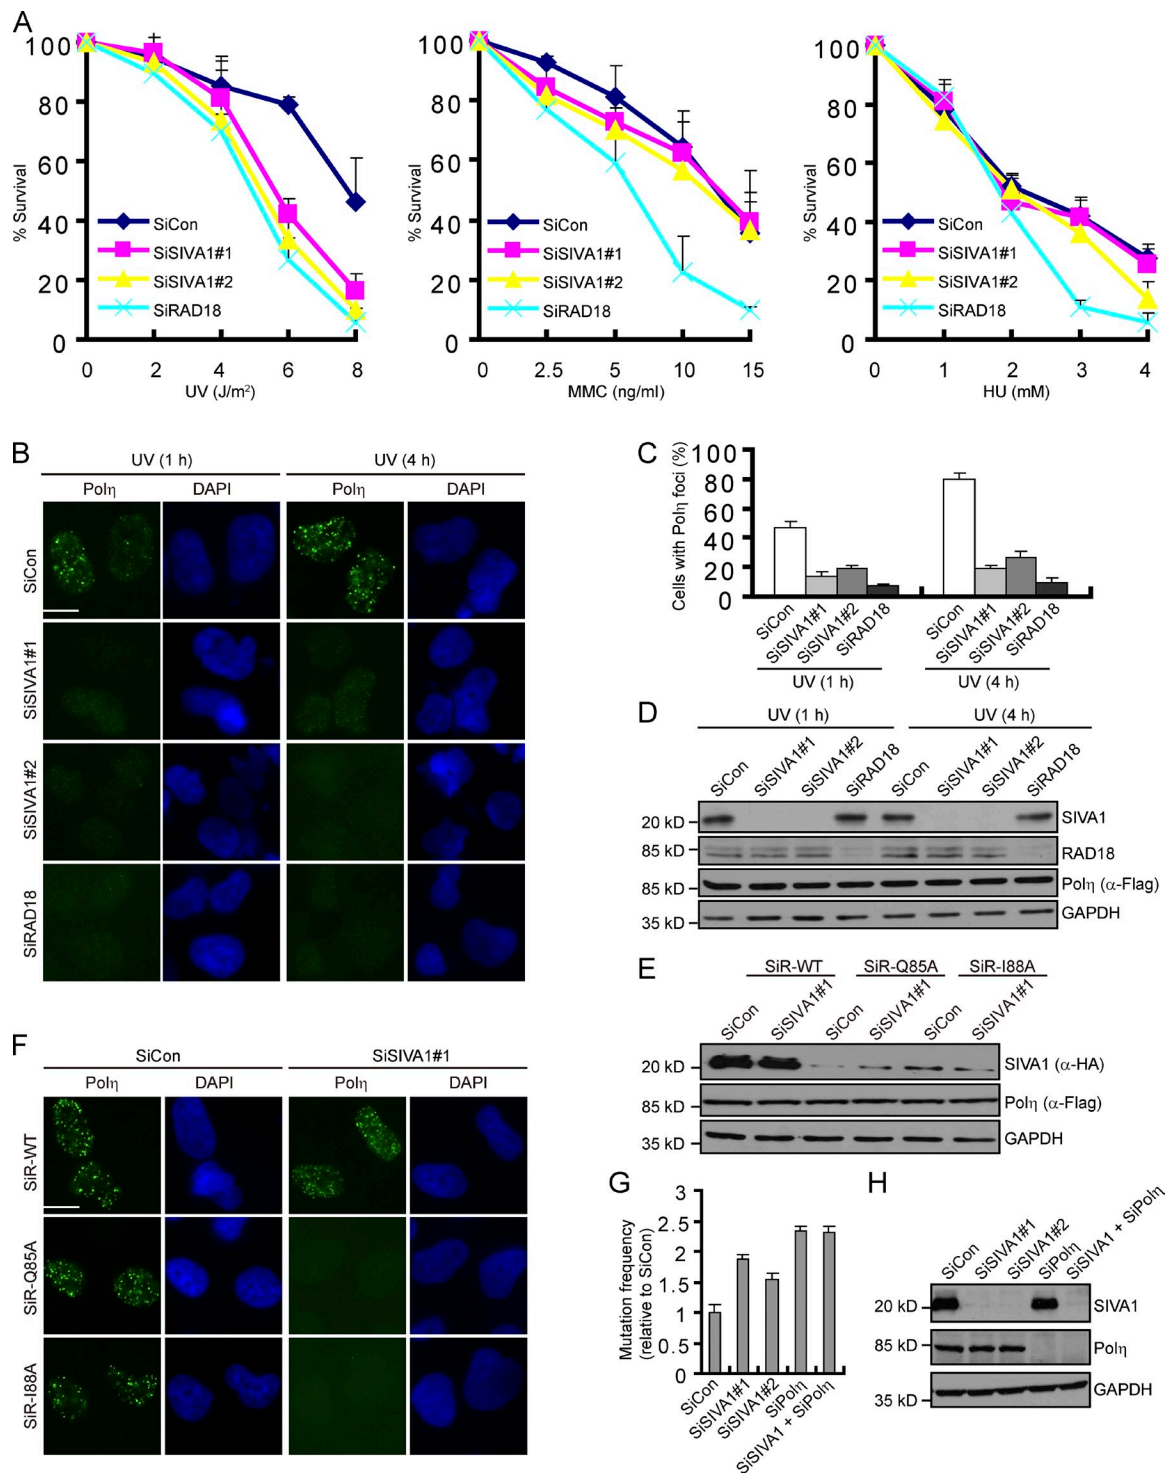 A
100
80
60
40
20
0
% Survival
SiCon
SiSIVA1#1
SiSIVA1#2
SiRAD18
0 2 4 6 8
UV (J/m²)
100
80
60
40
20
0
% Survival
SiCon
SiSIVA1#1
SiSIVA1#2
SiRAD18
0 2.5 5 10 15
MMC (ng/ml)
100
80
60
40
20
0
% Survival
SiCon
SiSIVA1#1
SiSIVA1#2
SiRAD18
0 1 2 3 4
HU (mM)
B
UV (1 h) UV (4 h)
Polη DAPI Polη DAPI
SiCon
SiSIVA1#1
SiSIVA1#2
SiRAD18
C
Cells with Polη foci (%)
100
80
60
40
20
0
SiCon SiSIVA1#1 SiSIVA1#2 SiRAD18 SiCon SiSIVA1#1 SiSIVA1#2 SiRAD18
UV (1 h) UV (4 h)
D
UV (1 h) UV (4 h)
SiCon SiSIVA1#1 SiSIVA1#2 SiRAD18 SiCon SiSIVA1#1 SiSIVA1#2 SiRAD18
20 kD SIVA1
85 kD RAD18
85 kD Polη (α-Flag)
35 kD GAPDH
E
SiR-WT SiR-Q85A SiR-I88A
SiCon SiSIVA1#1 SiCon SiSIVA1#1 SiCon SiSIVA1#1
20 kD SIVA1 (α-HA)
85 kD Polη (α-Flag)
35 kD GAPDH
F
SiCon SiSIVA1#1
Polη DAPI Polη DAPI
SiR-WT
SiR-Q85A
SiR-I88A
G
Mutation frequency
(relative to SiCon)
3
2.5
2
1.5
1
0.5
0
SiCon SiSIVA1#1 SiSIVA1#2 SiPolη SiSIVA1 + SiPolη
H
SiCon SiSIVA1#1 SiSIVA1#2 SiPolη SiSIVA1 + SiPolη
20 kD SIVA1
85 kD Polη
35 kD GAPDH